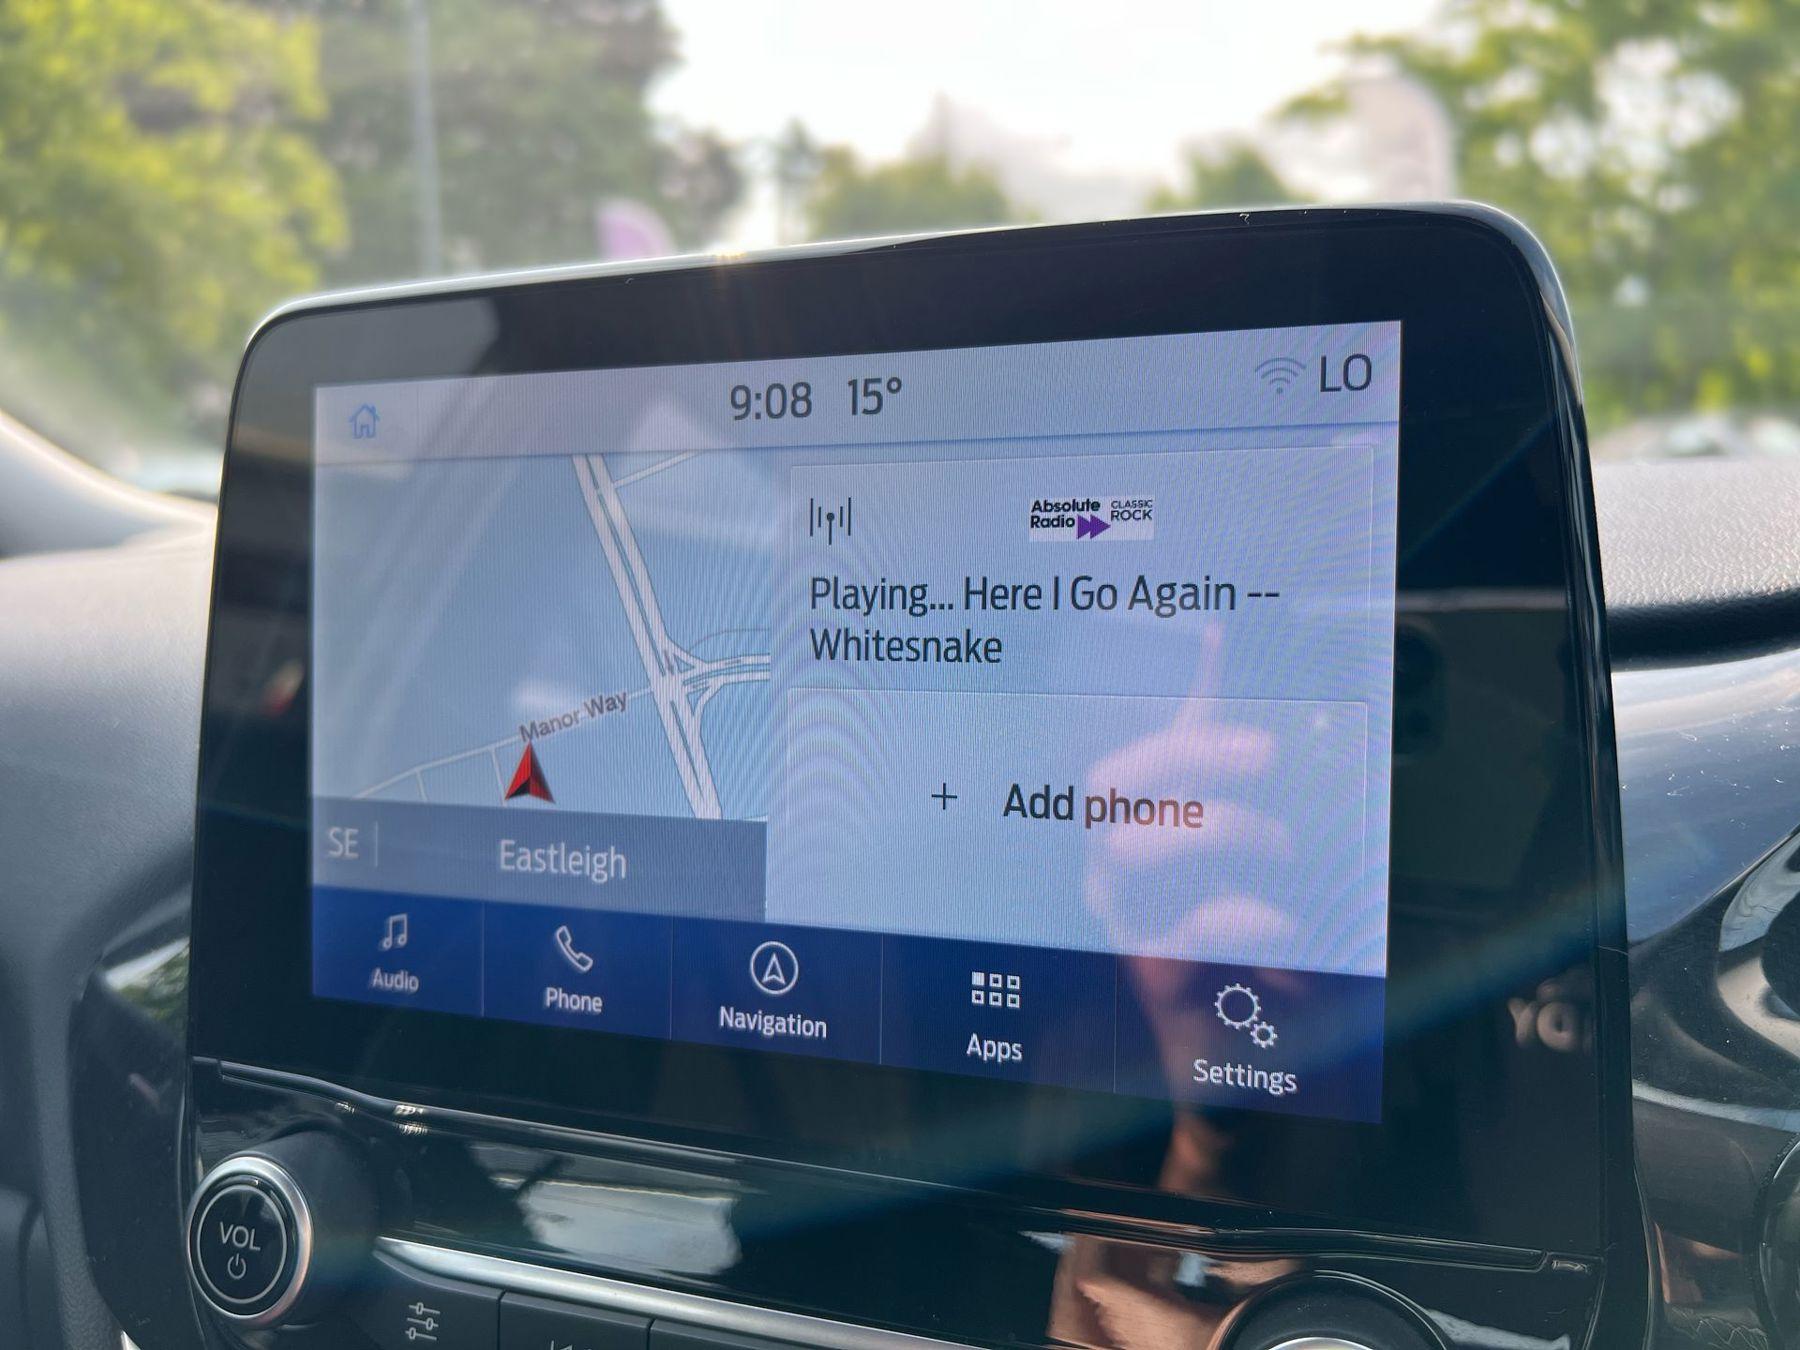 9:08 15° LO
Absolute Radio CLASSIC ROCK
Playing... Here I Go Again --
Whitesnake
Manor Way
+ Add phone
SE Eastleigh
Audio
Phone
Navigation
Apps
Settings
VOL